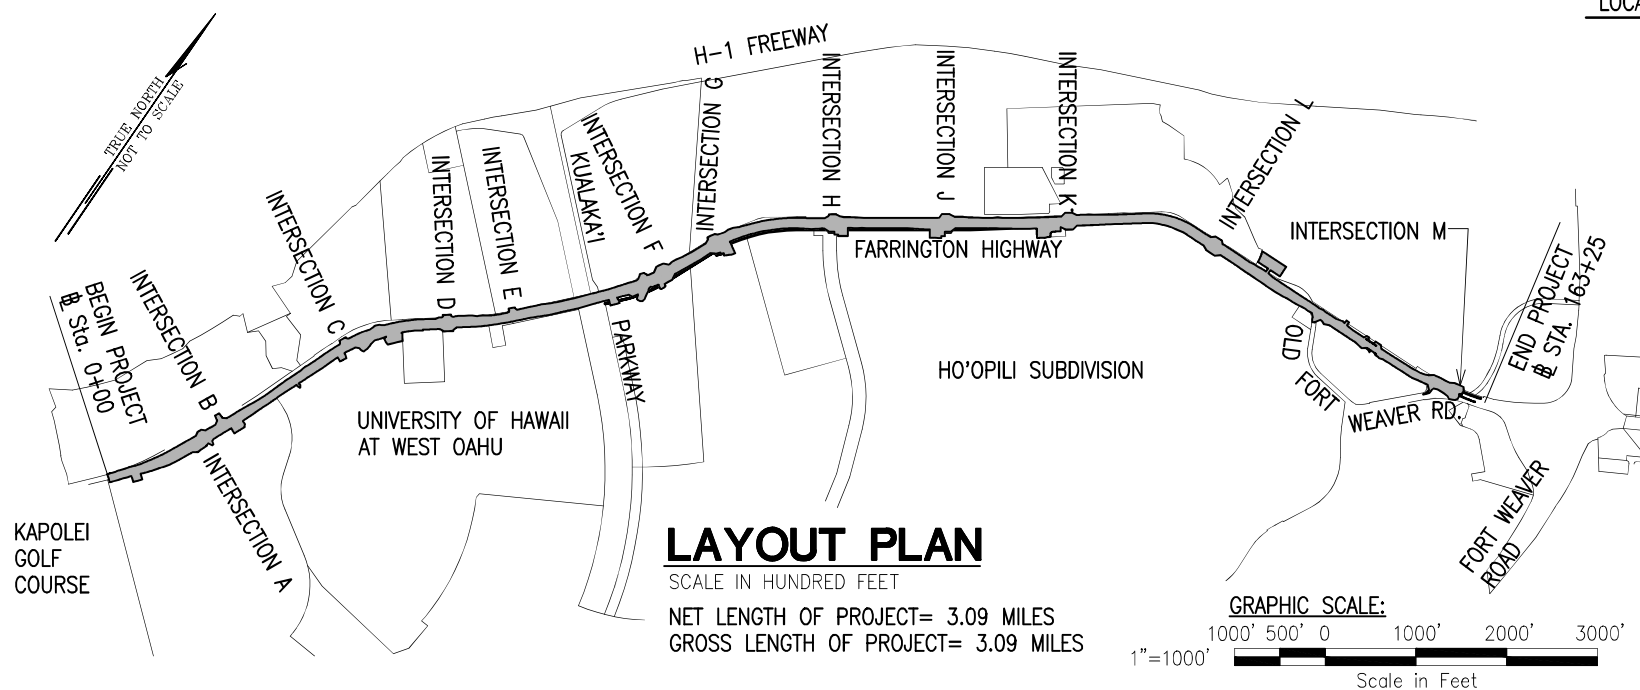 LOCA
TRUE NORTH
NOT TO SCALE
H-1 FREEWAY
BEGIN PROJECT
BL Sta. 0+00
INTERSECTION B
INTERSECTION C
INTERSECTION D
INTERSECTION E
INTERSECTION F
KUALAKA'I
PARKWAY
INTERSECTION G
INTERSECTION H
INTERSECTION J
INTERSECTION K
INTERSECTION L
INTERSECTION M
END PROJECT
BL STA. 163+25
FARRINGTON HIGHWAY
HO'OPILI SUBDIVISION
OLD
FORT
WEAVER RD.
FORT WEAVER
ROAD
UNIVERSITY OF HAWAII
AT WEST OAHU
INTERSECTION A
KAPOLEI
GOLF
COURSE
LAYOUT PLAN
SCALE IN HUNDRED FEET
NET LENGTH OF PROJECT= 3.09 MILES
GROSS LENGTH OF PROJECT= 3.09 MILES
GRAPHIC SCALE:
1000' 500' 0 1000' 2000' 3000'
1"=1000'
Scale in Feet